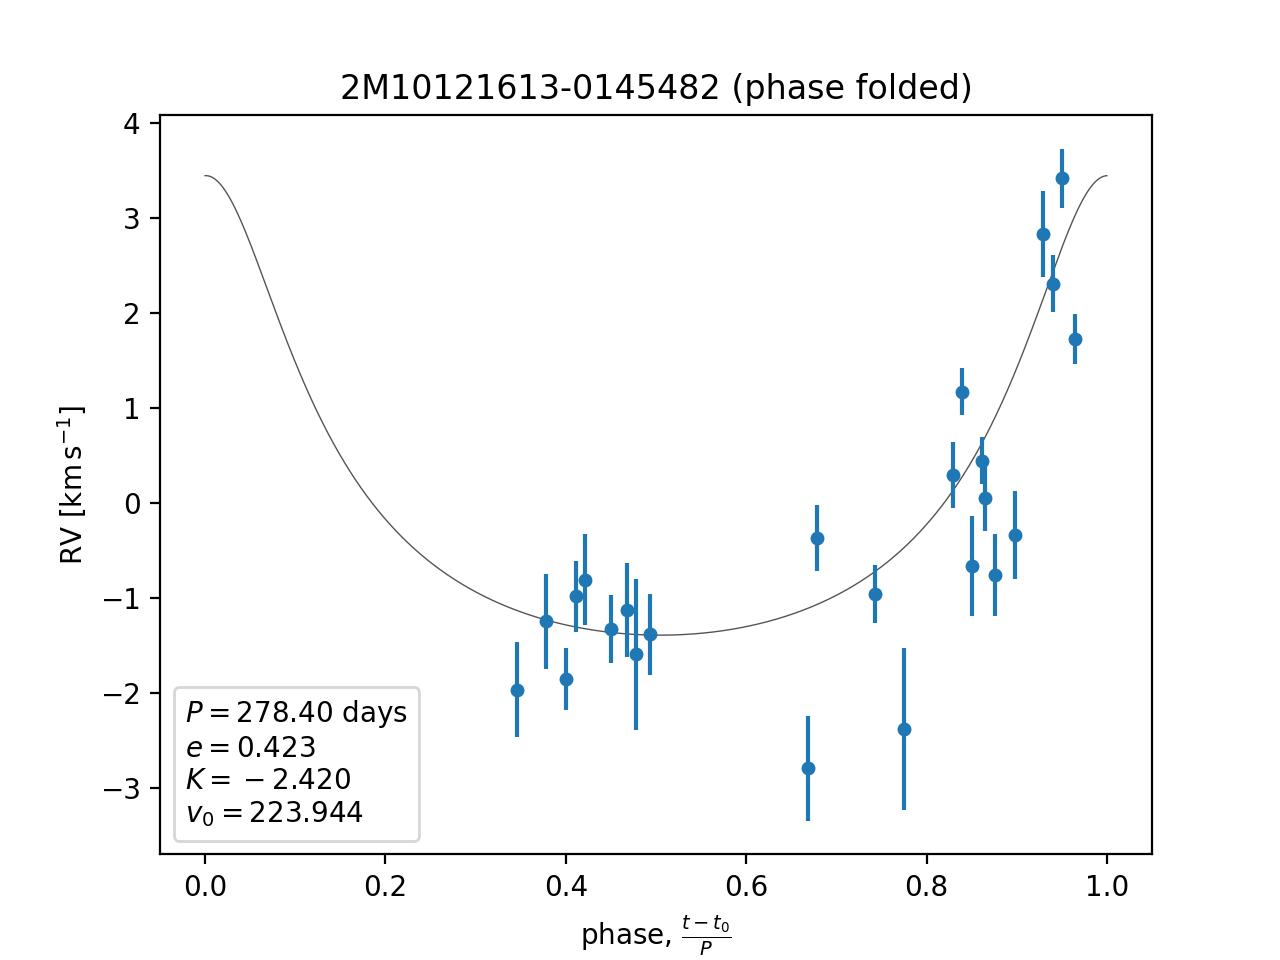 2M10121613-0145482 (phase folded)
4
3
2
1
0
−1
−2
−3
RV [km s⁻¹]
P = 278.40 days
e = 0.423
K = − 2.420
v₀ = 223.944
0.0 0.2 0.4 0.6 0.8 1.0
phase, (t − t₀)/P